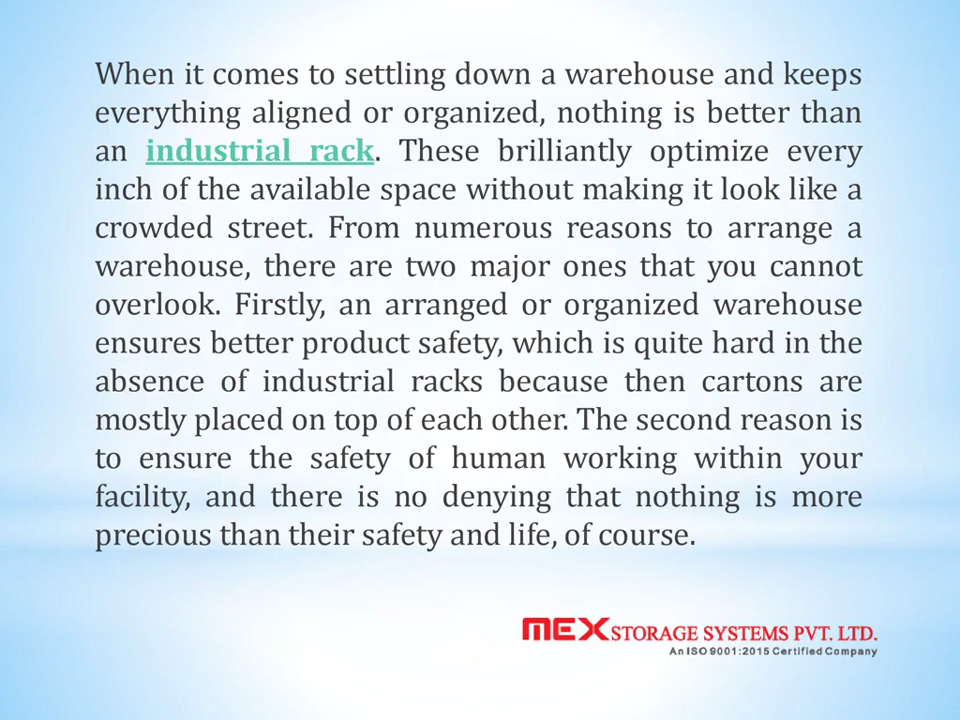 When it comes to settling down a warehouse and keeps
everything aligned or organized, nothing is better than
an industrial rack. These brilliantly optimize every
inch of the available space without making it look like a
crowded street. From numerous reasons to arrange a
warehouse, there are two major ones that you cannot
overlook. Firstly, an arranged or organized warehouse
ensures better product safety, which is quite hard in the
absence of industrial racks because then cartons are
mostly placed on top of each other. The second reason is
to ensure the safety of human working within your
facility, and there is no denying that nothing is more
precious than their safety and life, of course.
MEX STORAGE SYSTEMS PVT. LTD.
An ISO 9001:2015 Certified Company